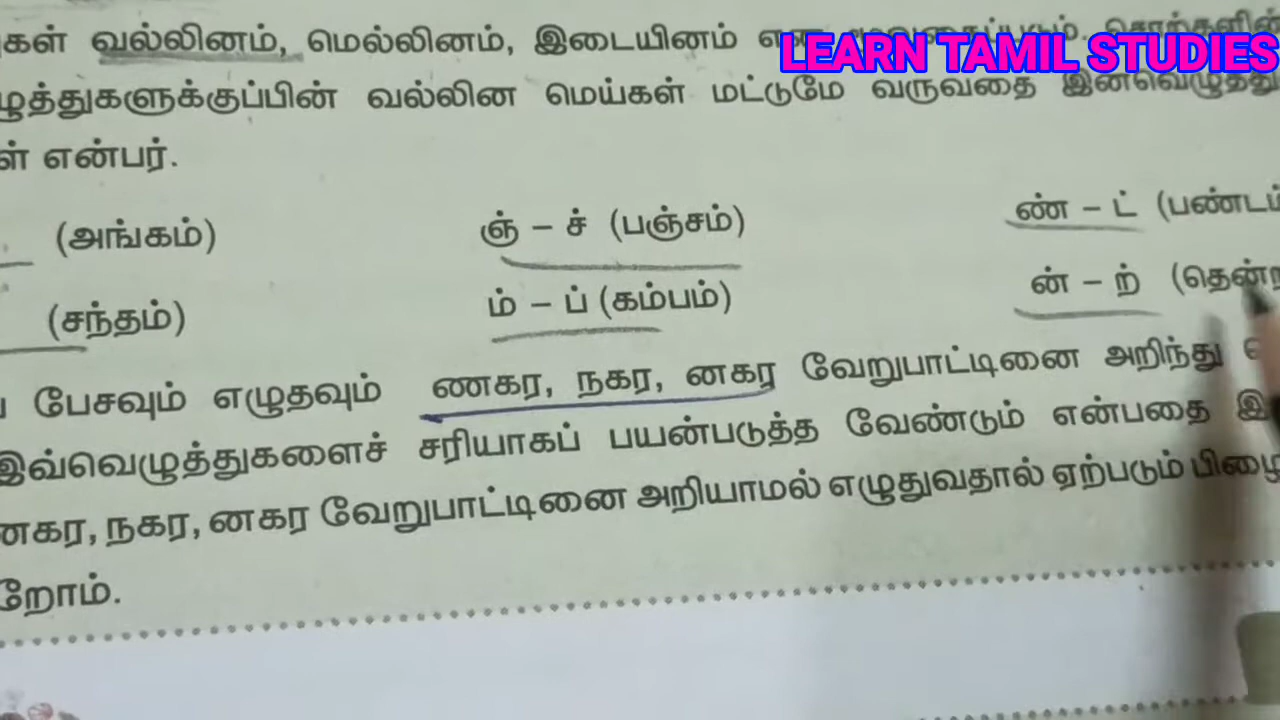 LEARN TAMIL STUDIES
கள் வல்லினம், மெல்லினம், இடையினம்
ழுத்துகளுக்குப்பின் வல்லின மெய்கள் மட்டுமே வருவதை இனவெழுத்து
ள் என்பர்.
(அங்கம்) ஞ் – ச் (பஞ்சம்) ண் – ட் (பண்டம்
(சந்தம்) ம் – ப் (கம்பம்) ன் – ற் (தென்ற
பேசவும் எழுதவும் ணகர, நகர, னகர வேறுபாட்டினை அறிந்து
இவ்வெழுத்துகளைச் சரியாகப் பயன்படுத்த வேண்டும் என்பதை
னகர, நகர, னகர வேறுபாட்டினை அறியாமல் எழுதுவதால் ஏற்படும் பிழை
றோம்.